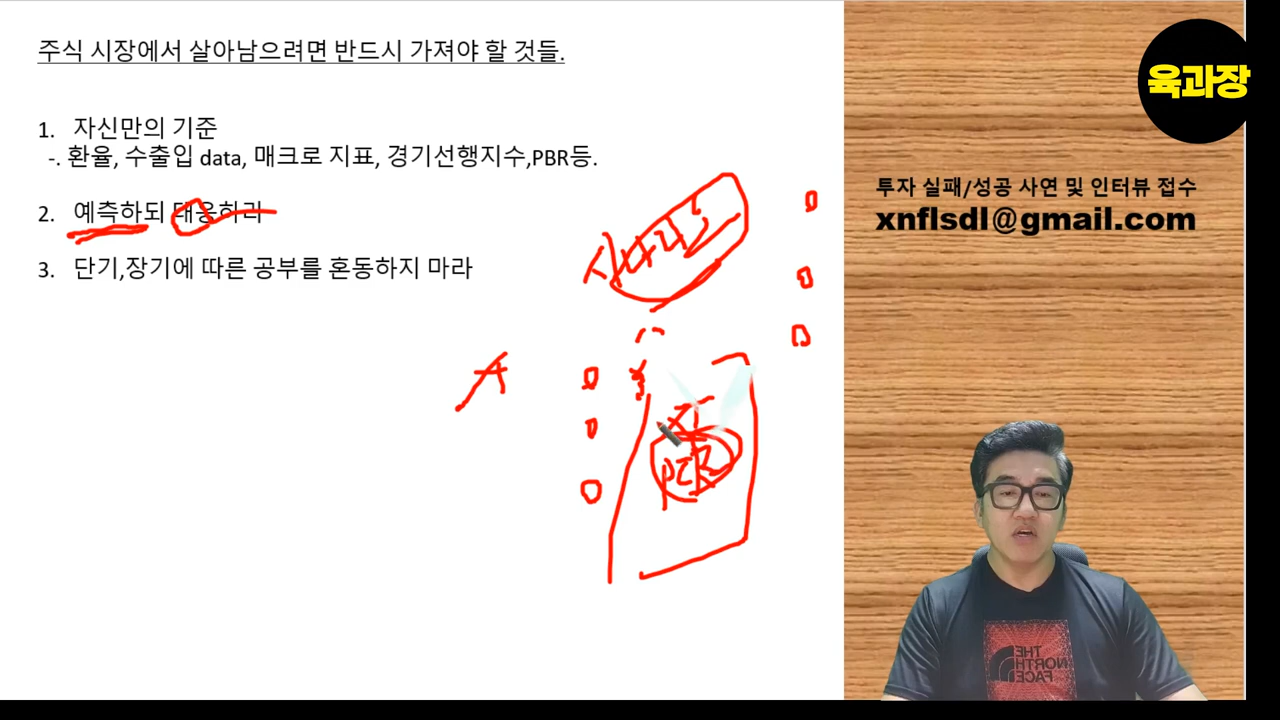 주식 시장에서 살아남으려면 반드시 가져야 할 것들.
1. 자신만의 기준
-. 환율, 수출입 data, 매크로 지표, 경기선행지수,PBR등.
2. 예측하되 대응하라
3. 단기,장기에 따른 공부를 혼동하지 마라
시나리오
A
PER
육과장
투자 실패/성공 사연 및 인터뷰 접수
xnflsdl@gmail.com
THE
NORTH
FACE